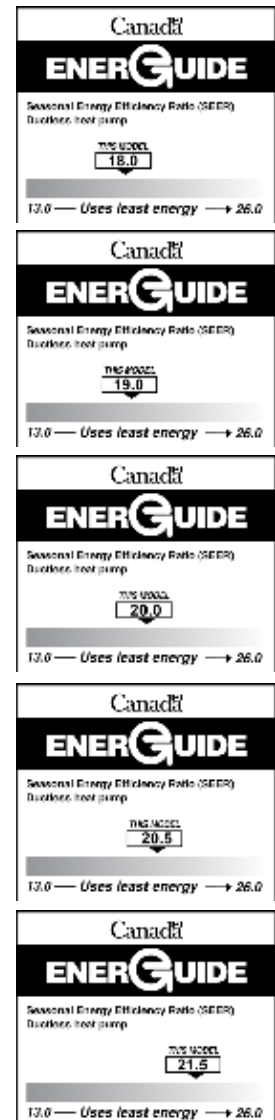 Canada
ENERGUIDE
Seasonal Energy Efficiency Ratio (SEER)
Ductless heat pump
THIS MODEL
18.0
13.0 — Uses least energy → 26.0
Canada
ENERGUIDE
Seasonal Energy Efficiency Ratio (SEER)
Ductless heat pump
THIS MODEL
19.0
13.0 — Uses least energy → 26.0
Canada
ENERGUIDE
Seasonal Energy Efficiency Ratio (SEER)
Ductless heat pump
THIS MODEL
20.0
13.0 — Uses least energy → 26.0
Canada
ENERGUIDE
Seasonal Energy Efficiency Ratio (SEER)
Ductless heat pump
THIS MODEL
20.5
13.0 — Uses least energy → 26.0
Canada
ENERGUIDE
Seasonal Energy Efficiency Ratio (SEER)
Ductless heat pump
THIS MODEL
21.5
13.0 — Uses least energy → 26.0